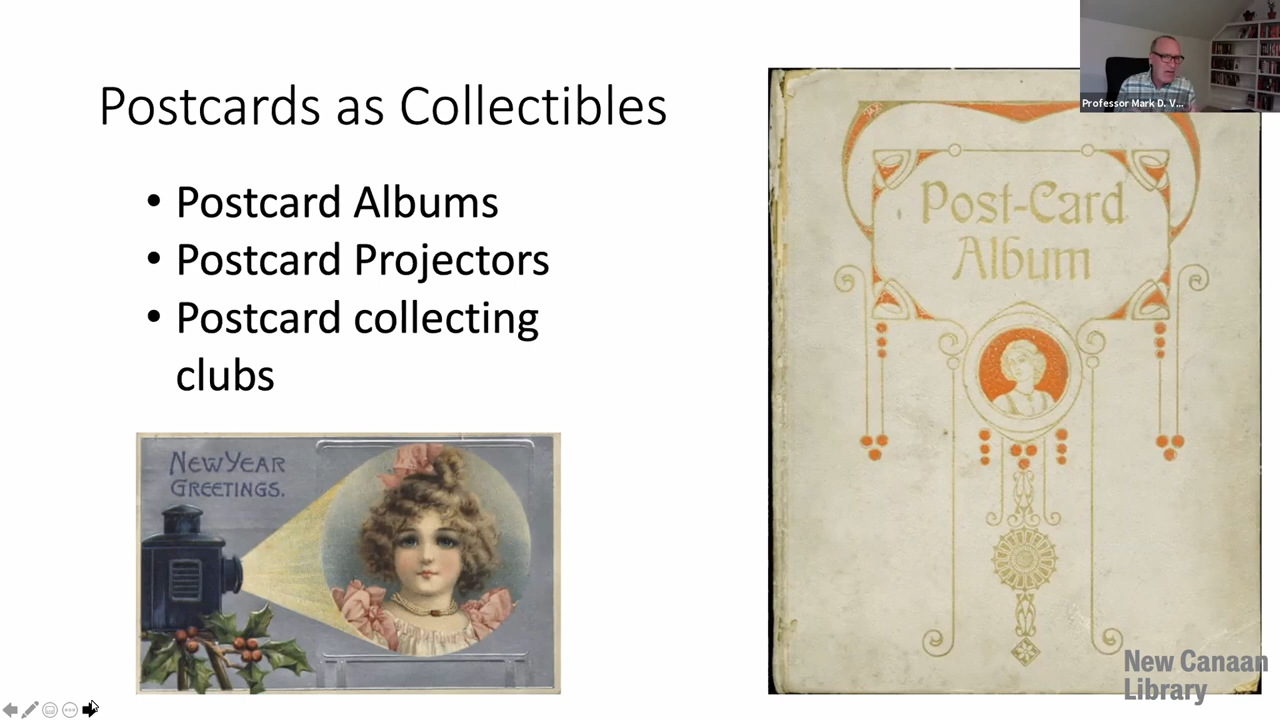 Postcards as Collectibles
• Postcard Albums
• Postcard Projectors
• Postcard collecting
clubs
NEW YEAR
GREETINGS.
Post-Card
Album
Professor Mark D. V...
New Canaan
Library